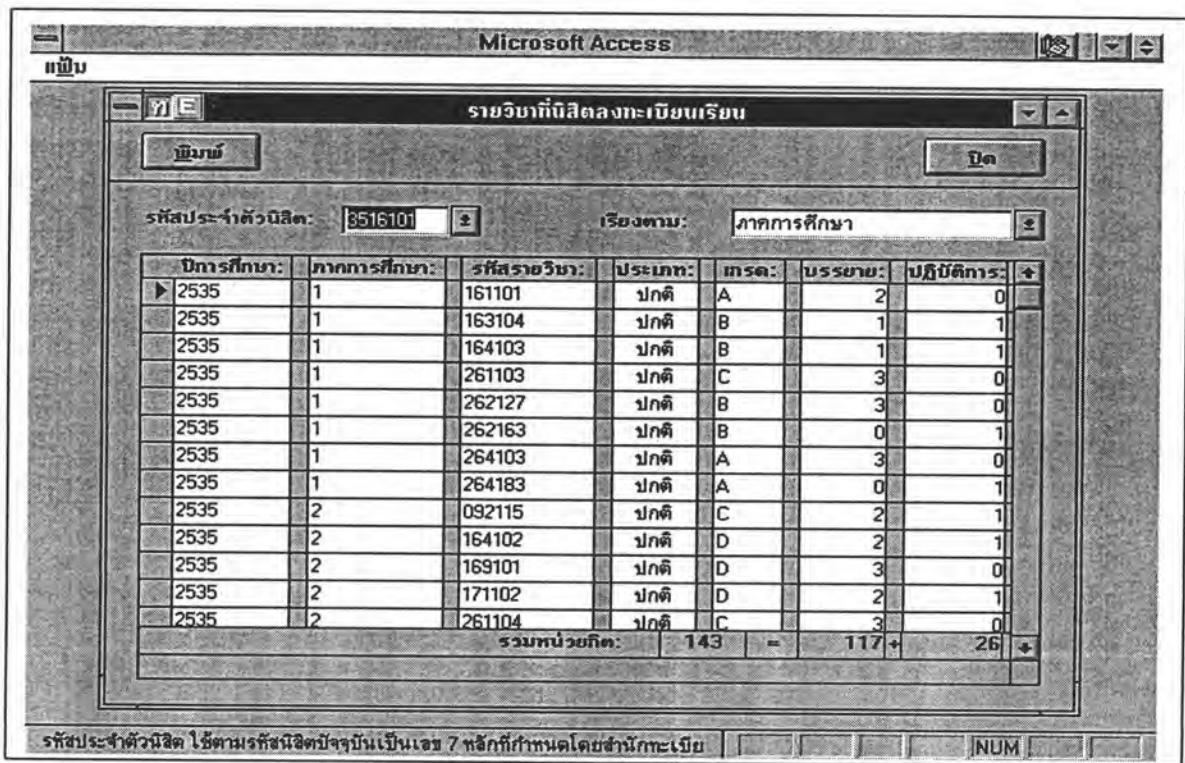 Microsoft Access
แฟ้ม
ท E รายวิชาที่นิสิตลงทะเบียนเรียน
พิมพ์ ปิด
รหัสประจำตัวนิสิต: 3516101 เรียงตาม: ภาคการศึกษา
ปีการศึกษา: ภาคการศึกษา: รหัสรายวิชา: ประเภท: เกรด: บรรยาย: ปฏิบัติการ:
2535 1 161101 ปกติ A 2 0
2535 1 163104 ปกติ B 1 1
2535 1 164103 ปกติ B 1 1
2535 1 261103 ปกติ C 3 0
2535 1 262127 ปกติ B 3 0
2535 1 262163 ปกติ B 0 1
2535 1 264103 ปกติ A 3 0
2535 1 264183 ปกติ A 0 1
2535 2 092115 ปกติ C 2 1
2535 2 164102 ปกติ D 2 1
2535 2 169101 ปกติ D 3 0
2535 2 171102 ปกติ D 2 1
2535 2 261104 ปกติ C 3 0
รวมหน่วยกิต: 143 = 117 + 26
รหัสประจำตัวนิสิต ใช้ตามรหัสนิสิตปัจจุบันเป็นเลข 7 หลักที่กำหนดโดยสำนักทะเบีย NUM